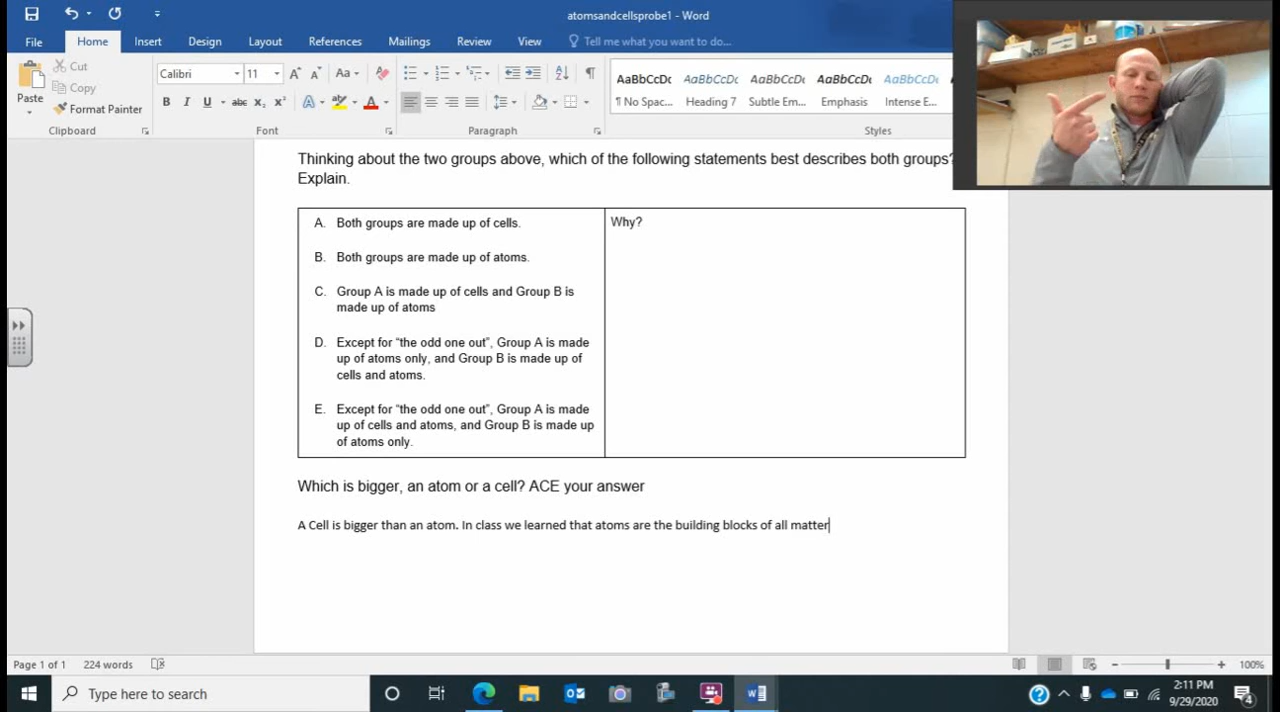 atomsandcellsprobe1 - Word
File Home Insert Design Layout References Mailings Review View Tell me what you want to do...
Paste
Cut
Copy
Format Painter
Calibri 11
Clipboard Font Paragraph Styles
AaBbCcDc AaBbCcDc AaBbCcDc AaBbCcDc AaBbCcDc
¶ No Spac... Heading 7 Subtle Em... Emphasis Intense E...
Thinking about the two groups above, which of the following statements best describes both groups?
Explain.
A. Both groups are made up of cells.
B. Both groups are made up of atoms.
C. Group A is made up of cells and Group B is
made up of atoms
D. Except for “the odd one out”, Group A is made
up of atoms only, and Group B is made up of
cells and atoms.
E. Except for “the odd one out”, Group A is made
up of cells and atoms, and Group B is made up
of atoms only.
Why?
Which is bigger, an atom or a cell? ACE your answer
A Cell is bigger than an atom. In class we learned that atoms are the building blocks of all matter
Page 1 of 1 224 words 100%
Type here to search
2:11 PM
9/29/2020
4